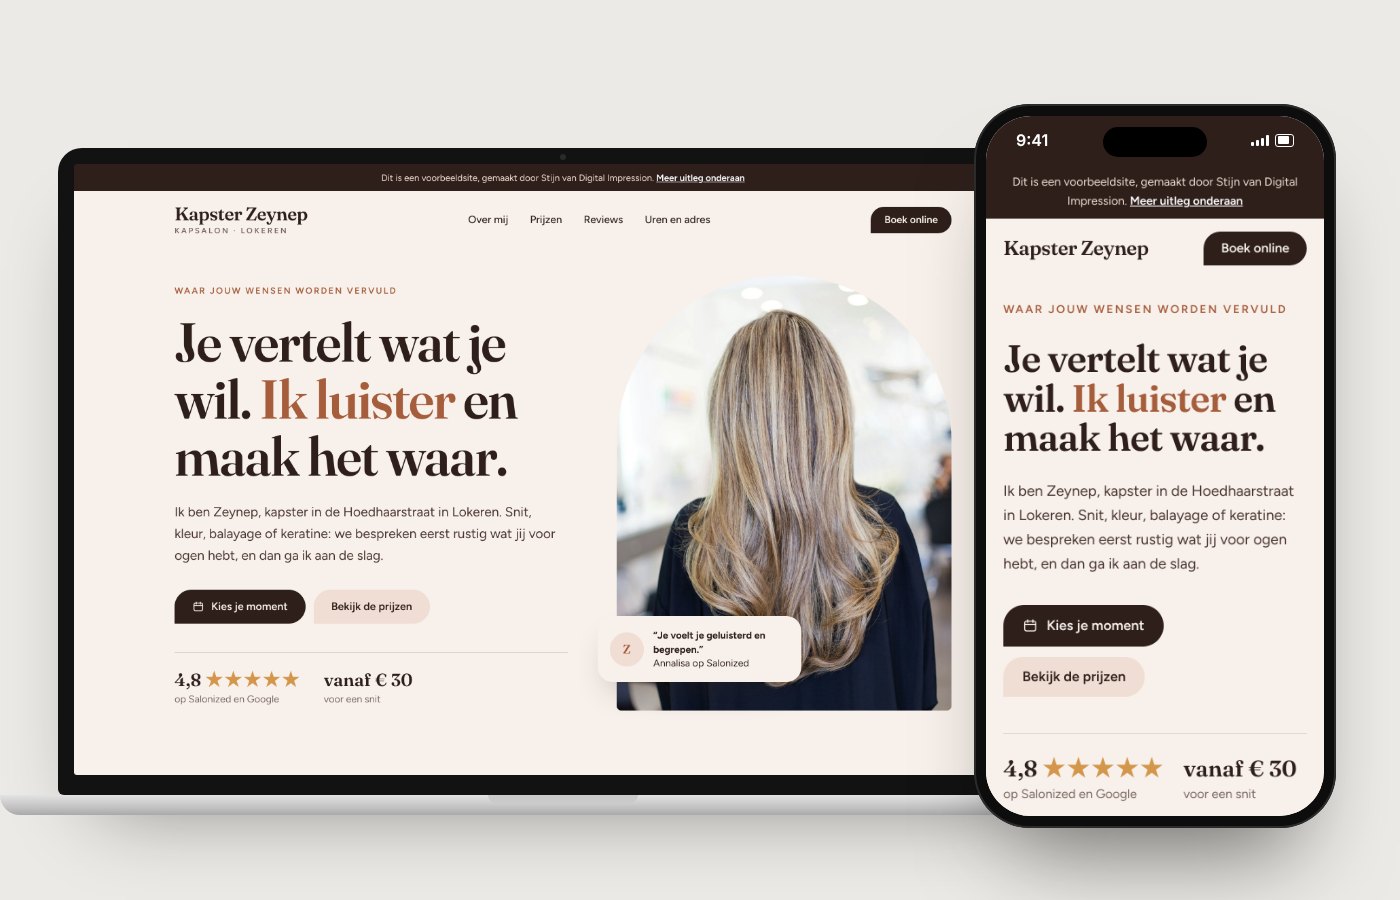 Dit is een voorbeeldsite, gemaakt door Stijn van Digital Impression. Meer uitleg onderaan
Kapster Zeynep
KAPSALON · LOKEREN
Over mij
Prijzen
Reviews
Uren en adres
Boek online
WAAR JOUW WENSEN WORDEN VERVULD
Je vertelt wat je
wil. Ik luister en
maak het waar.
Ik ben Zeynep, kapster in de Hoedhaarstraat in Lokeren. Snit,
kleur, balayage of keratine: we bespreken eerst rustig wat jij voor
ogen hebt, en dan ga ik aan de slag.
Kies je moment
Bekijk de prijzen
4,8 ★★★★★
op Salonized en Google
vanaf € 30
voor een snit
Z
“Je voelt je geluisterd en
begrepen.”
Annalisa op Salonized
9:41
Dit is een voorbeeldsite, gemaakt door Stijn van Digital
Impression. Meer uitleg onderaan
Kapster Zeynep
Boek online
WAAR JOUW WENSEN WORDEN VERVULD
Je vertelt wat je
wil. Ik luister en
maak het waar.
Ik ben Zeynep, kapster in de Hoedhaarstraat
in Lokeren. Snit, kleur, balayage of keratine:
we bespreken eerst rustig wat jij voor ogen
hebt, en dan ga ik aan de slag.
Kies je moment
Bekijk de prijzen
4,8 ★★★★★
op Salonized en Google
vanaf € 30
voor een snit